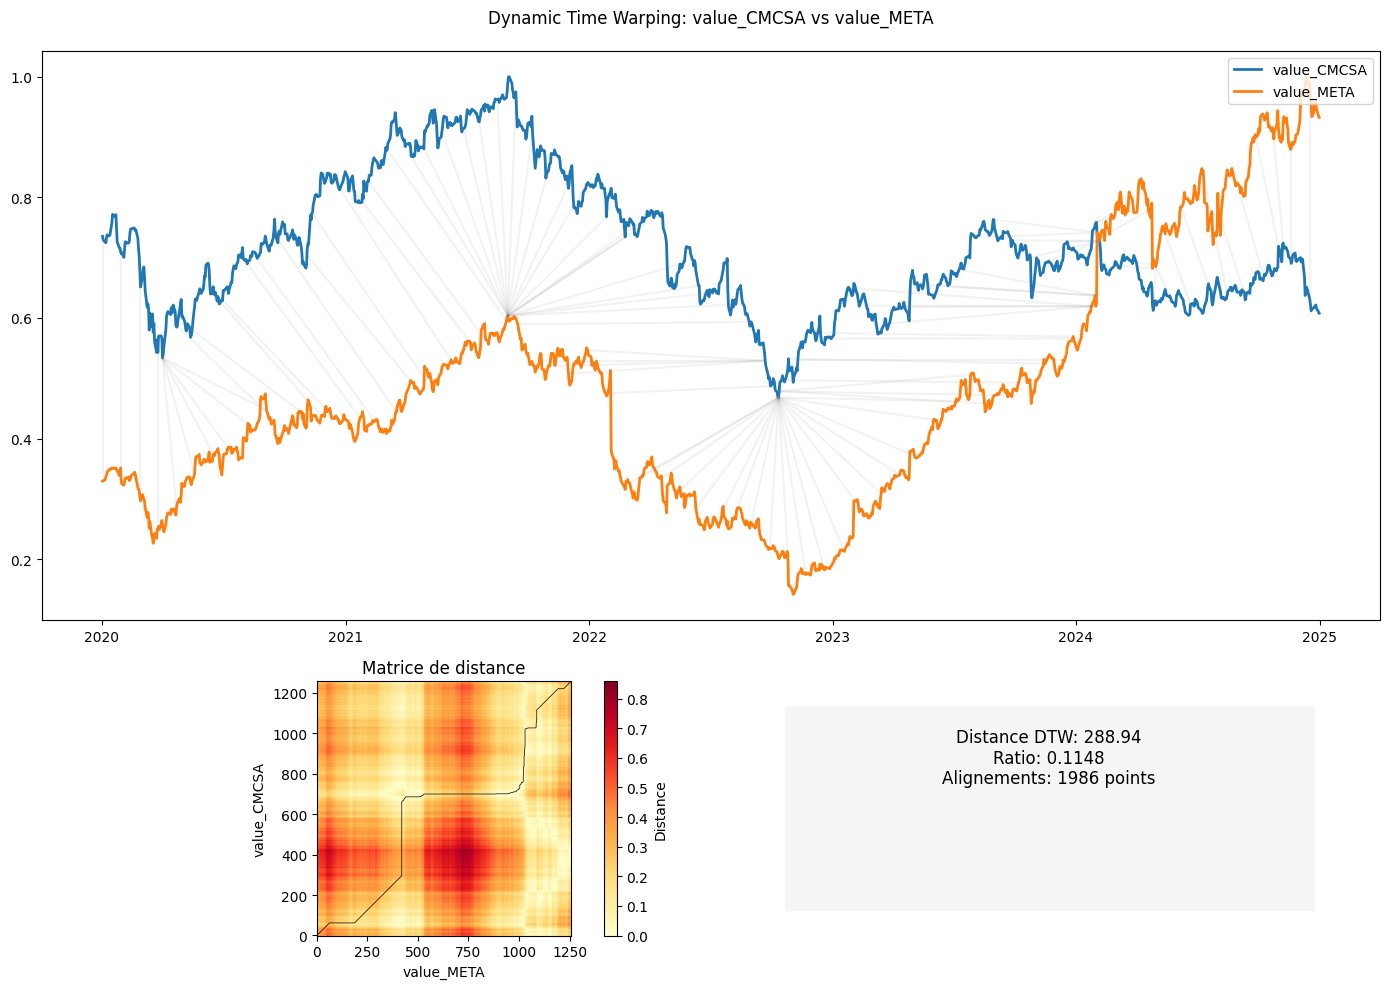 Dynamic Time Warping: value_CMCSA vs value_META
value_CMCSA
value_META
1.0
0.8
0.6
0.4
0.2
2020 2021 2022 2023 2024 2025
Matrice de distance
1200
1000
800
600
400
200
0
value_CMCSA
0 250 500 750 1000 1250
value_META
0.8
0.7
0.6
0.5
0.4
0.3
0.2
0.1
0.0
Distance
Distance DTW: 288.94
Ratio: 0.1148
Alignements: 1986 points